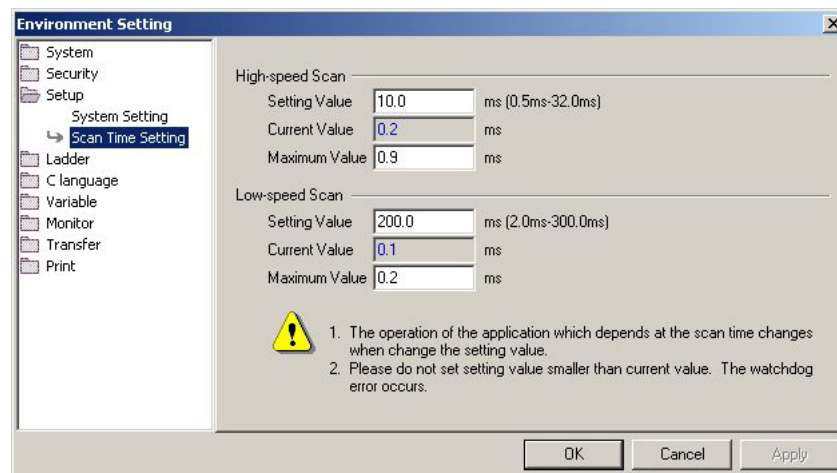 Environment Setting
System
Security
Setup
System Setting
Scan Time Setting
Ladder
C language
Variable
Monitor
Transfer
Print
High-speed Scan
Setting Value 10.0 ms (0.5ms-32.0ms)
Current Value 0.2 ms
Maximum Value 0.9 ms
Low-speed Scan
Setting Value 200.0 ms (2.0ms-300.0ms)
Current Value 0.1 ms
Maximum Value 0.2 ms
1. The operation of the application which depends at the scan time changes
when change the setting value.
2. Please do not set setting value smaller than current value. The watchdog
error occurs.
OK Cancel Apply